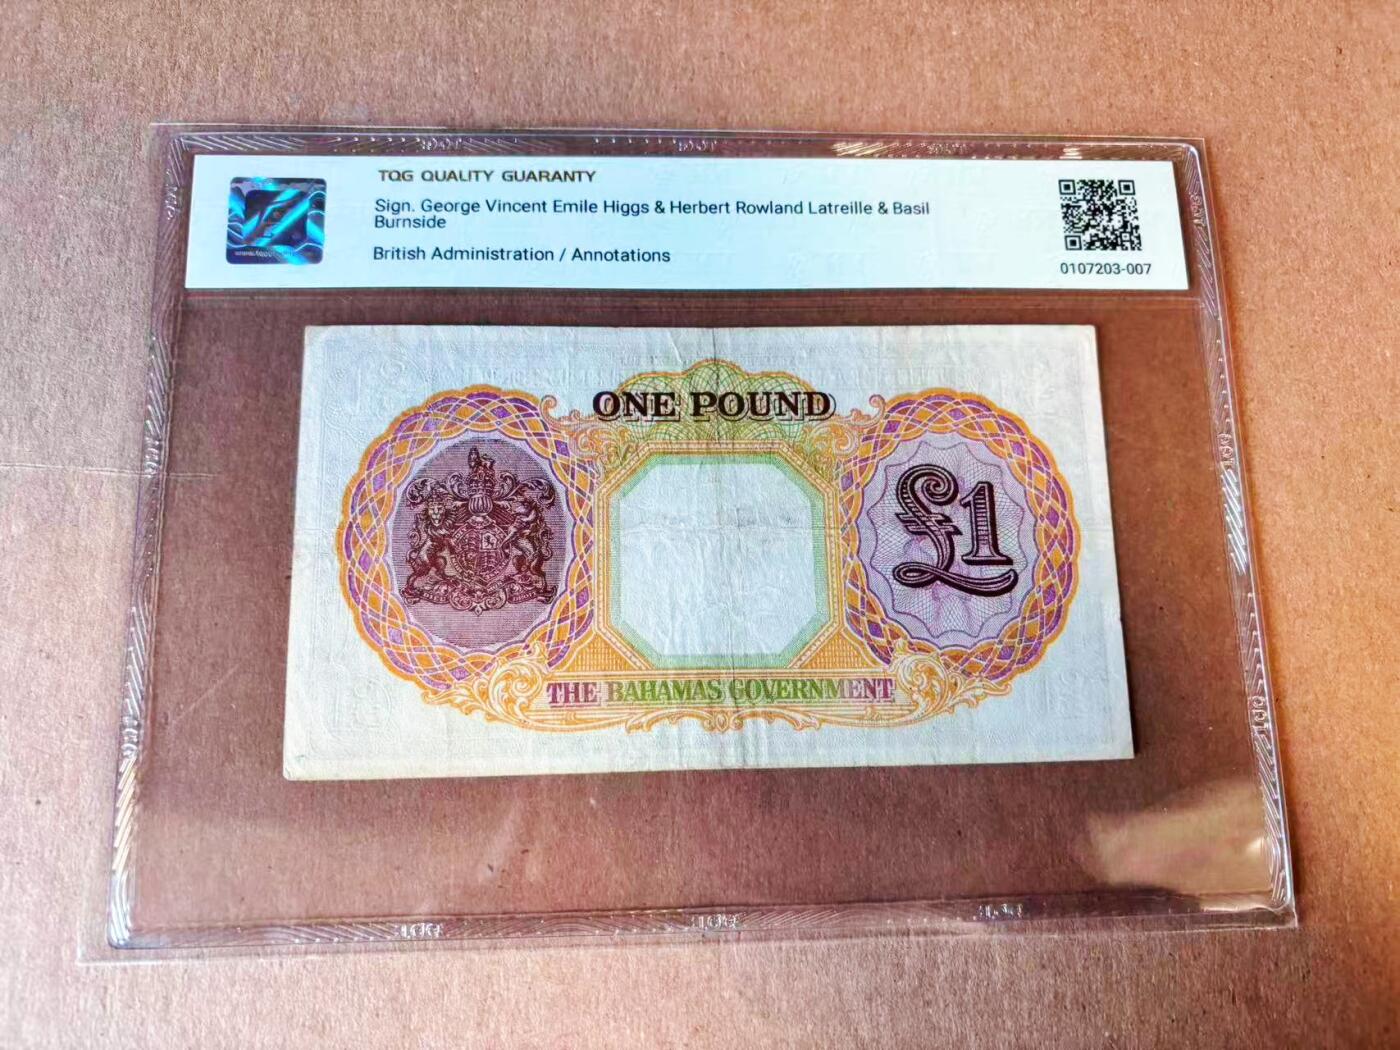 TQG QUALITY GUARANTY
Sign. George Vincent Emile Higgs & Herbert Rowland Latreille & Basil
Burnside
British Administration / Annotations
0107203-007
ONE POUND
£1
THE BAHAMAS GOVERNMENT